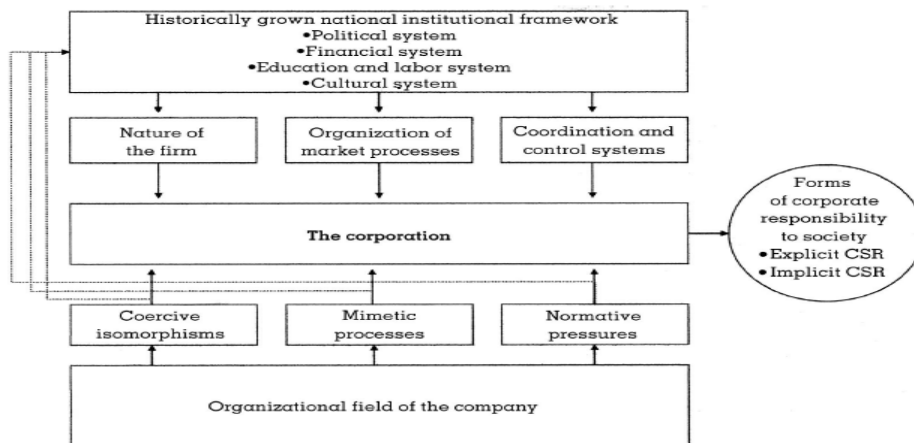 Historically grown national institutional framework
•Political system
•Financial system
•Education and labor system
•Cultural system
Nature of
the firm
Organization of
market processes
Coordination and
control systems
The corporation
Forms
of corporate
responsibility
to society
•Explicit CSR
•Implicit CSR
Coercive
isomorphisms
Mimetic
processes
Normative
pressures
Organizational field of the company